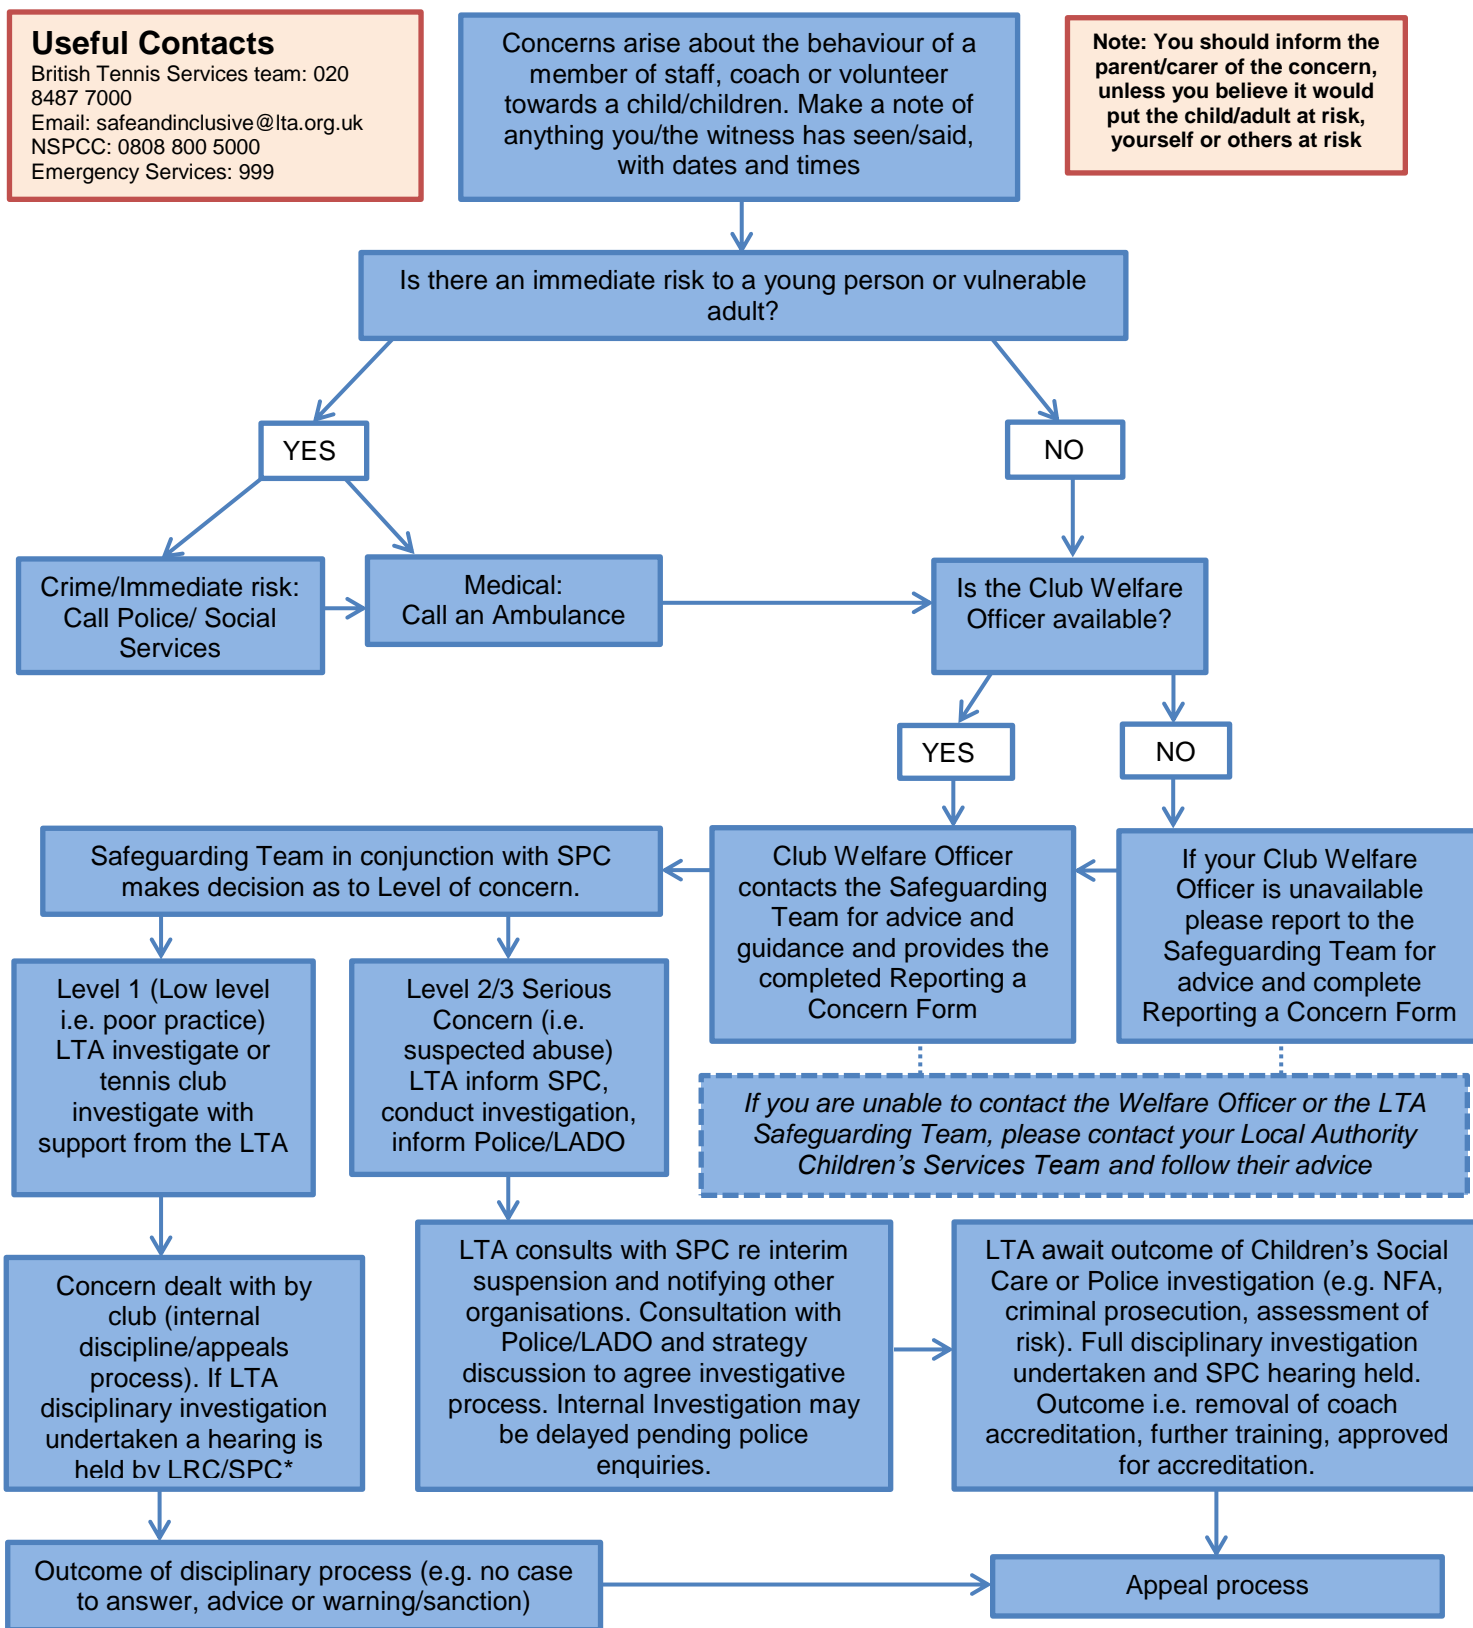 Useful Contacts
British Tennis Services team: 020
8487 7000
Email: safeandinclusive@lta.org.uk
NSPCC: 0808 800 5000
Emergency Services: 999
Concerns arise about the behaviour of a
member of staff, coach or volunteer
towards a child/children. Make a note of
anything you/the witness has seen/said,
with dates and times
Note: You should inform the
parent/carer of the concern,
unless you believe it would
put the child/adult at risk,
yourself or others at risk
Is there an immediate risk to a young person or vulnerable
adult?
YES
NO
Crime/Immediate risk:
Call Police/ Social
Services
Medical:
Call an Ambulance
Is the Club Welfare
Officer available?
YES
NO
Safeguarding Team in conjunction with SPC
makes decision as to Level of concern.
Club Welfare Officer
contacts the Safeguarding
Team for advice and
guidance and provides the
completed Reporting a
Concern Form
If your Club Welfare
Officer is unavailable
please report to the
Safeguarding Team for
advice and complete
Reporting a Concern Form
Level 1 (Low level
i.e. poor practice)
LTA investigate or
tennis club
investigate with
support from the LTA
Level 2/3 Serious
Concern (i.e.
suspected abuse)
LTA inform SPC,
conduct investigation,
inform Police/LADO
If you are unable to contact the Welfare Officer or the LTA
Safeguarding Team, please contact your Local Authority
Children’s Services Team and follow their advice
Concern dealt with by
club (internal
discipline/appeals
process). If LTA
disciplinary investigation
undertaken a hearing is
held by LRC/SPC*
LTA consults with SPC re interim
suspension and notifying other
organisations. Consultation with
Police/LADO and strategy
discussion to agree investigative
process. Internal Investigation may
be delayed pending police
enquiries.
LTA await outcome of Children’s Social
Care or Police investigation (e.g. NFA,
criminal prosecution, assessment of
risk). Full disciplinary investigation
undertaken and SPC hearing held.
Outcome i.e. removal of coach
accreditation, further training, approved
for accreditation.
Outcome of disciplinary process (e.g. no case
to answer, advice or warning/sanction)
Appeal process